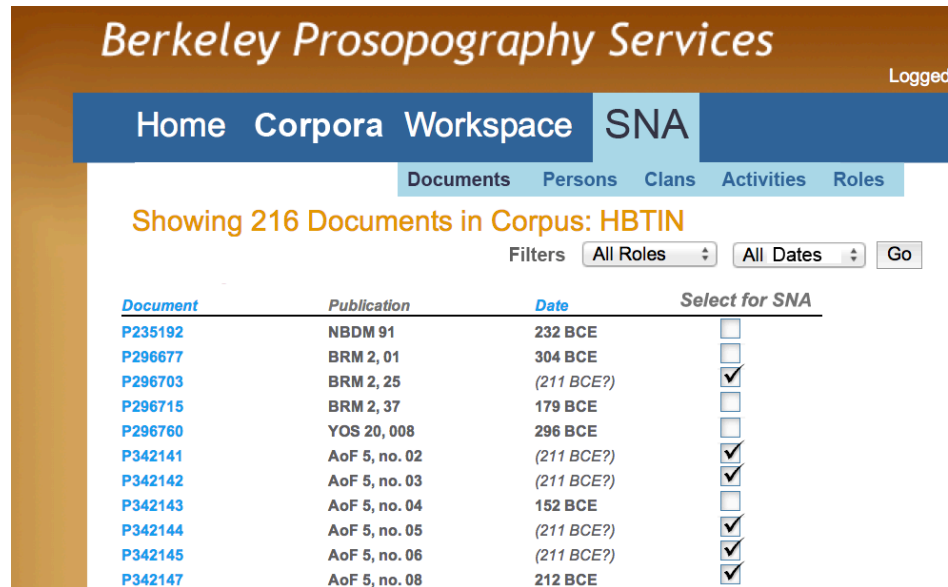 Berkeley Prosopography Services
Logged
Home Corpora Workspace SNA
Documents Persons Clans Activities Roles
Showing 216 Documents in Corpus: HBTIN
Filters All Roles All Dates Go
Document Publication Date Select for SNA
P235192 NBDM 91 232 BCE
P296677 BRM 2, 01 304 BCE
P296703 BRM 2, 25 (211 BCE?)
P296715 BRM 2, 37 179 BCE
P296760 YOS 20, 008 296 BCE
P342141 AoF 5, no. 02 (211 BCE?)
P342142 AoF 5, no. 03 (211 BCE?)
P342143 AoF 5, no. 04 152 BCE
P342144 AoF 5, no. 05 (211 BCE?)
P342145 AoF 5, no. 06 (211 BCE?)
P342147 AoF 5, no. 08 212 BCE